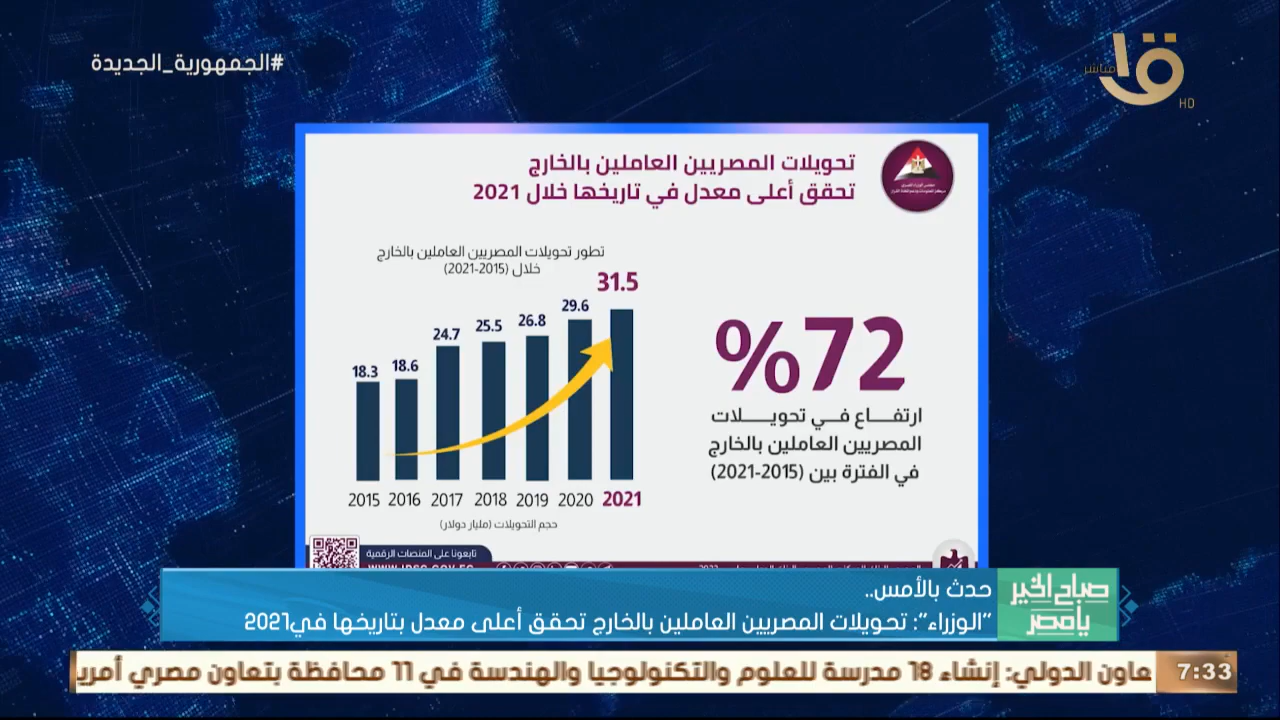 #الجمهورية_الجديدة
مباشر
HD
تحويلات المصريين العاملين بالخارج
تحقق أعلى معدل في تاريخها خلال 2021
تطور تحويلات المصريين العاملين بالخارج
خلال (2015-2021)
31.5
29.6
26.8
25.5
24.7
18.6
18.3
2015 2016 2017 2018 2019 2020 2021
حجم التحويلات (مليار دولار)
%72
ارتفـــاع فــي تحويـــــلات
المصريين العاملين بالخارج
في الفترة بين (2015-2021)
تابعونا على المنصات الرقمية
صباح الخير
يا مصر
حدث بالأمس..
"الوزراء": تحويلات المصريين العاملين بالخارج تحقق أعلى معدل بتاريخها في2021
7:33
عاون الدولي: إنشاء 18 مدرسة للعلوم والتكنولوجيا والهندسة في 11 محافظة بتعاون مصري أمري